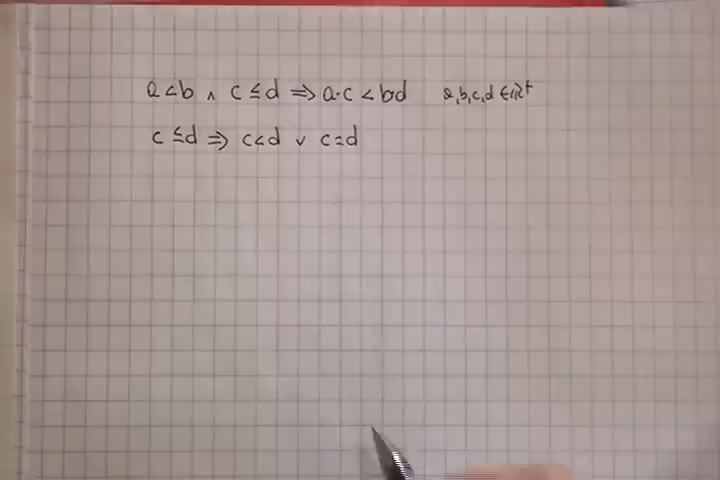 a < b ∧ c ≤ d ⇒ a·c < bd a,b,c,d ∈ ℝ⁺
c ≤ d ⇒ c < d ∨ c = d